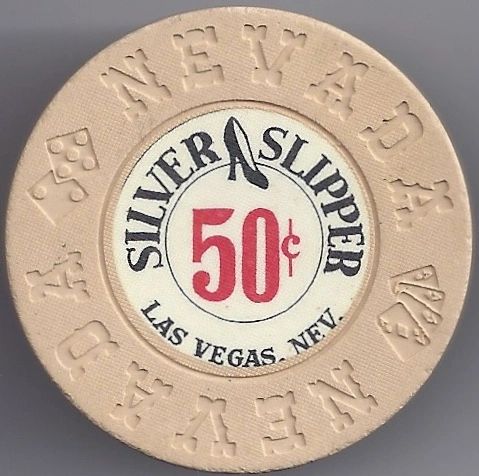 NEVADA
SILVER SLIPPER
50¢
LAS VEGAS, NEV.
NEVADA